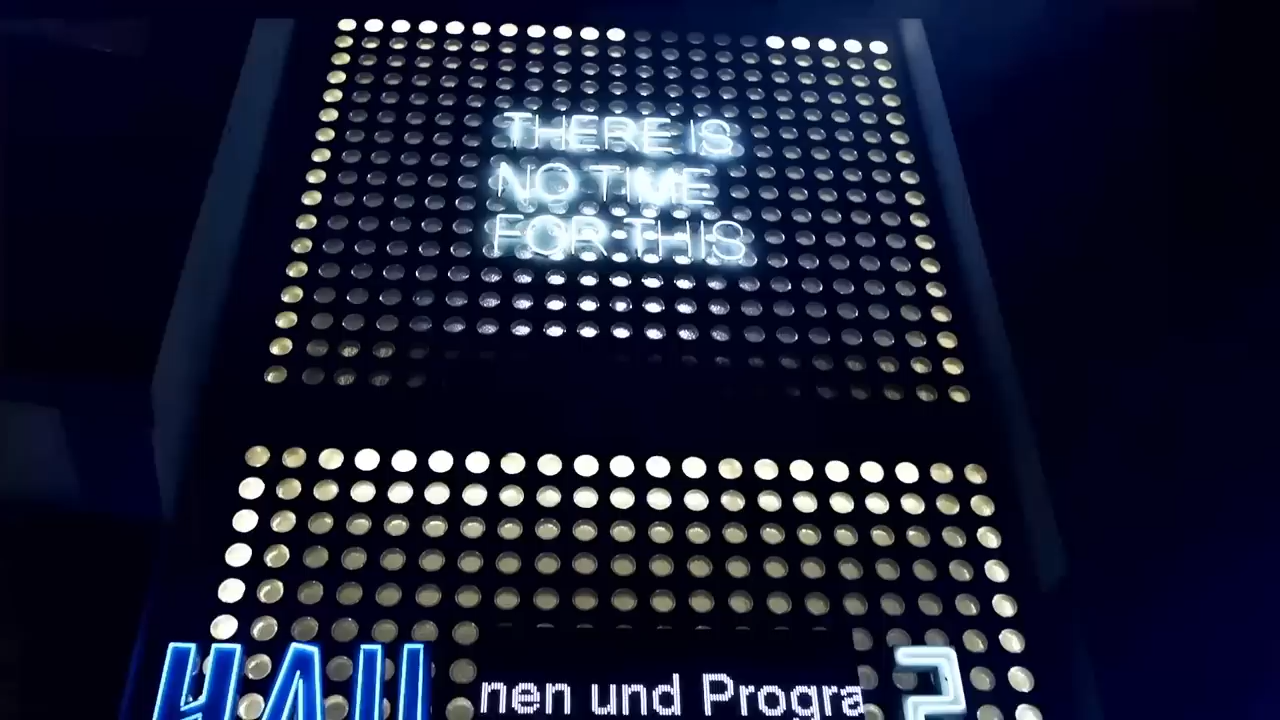 THERE IS
NO TIME
FOR THIS
HALL
nen und Progra
2